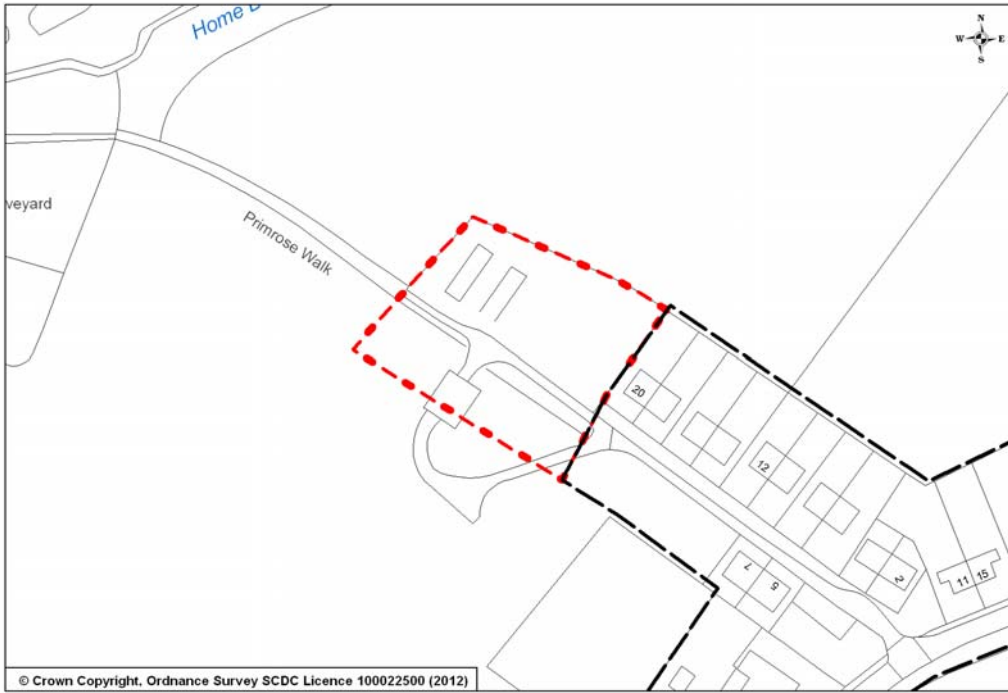 Home
N
W E
S
veyard
Primrose Walk
20
12
2
7
5
11 15
© Crown Copyright, Ordnance Survey SCDC Licence 100022500 (2012)